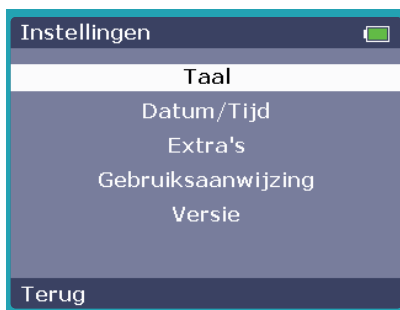 Instellingen
Taal
Datum/Tijd
Extra's
Gebruiksaanwijzing
Versie
Terug